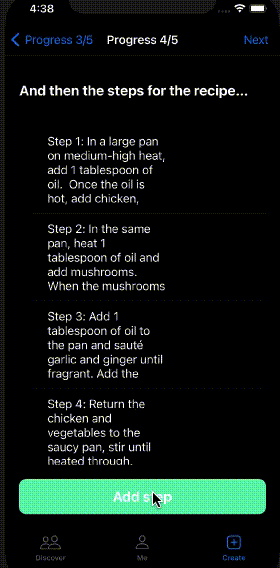 4:38
Progress 3/5 Progress 4/5 Next
And then the steps for the recipe...
Step 1: In a large pan
on medium-high heat,
add 1 tablespoon of
oil.  Once the oil is
hot, add chicken,
Step 2: In the same
pan, heat 1
tablespoon of oil and
add mushrooms.
When the mushrooms
Step 3: Add 1
tablespoon of oil to
the pan and sauté
garlic and ginger until
fragrant. Add the
Step 4: Return the
chicken and
vegetables to the
saucy pan, stir until
heated through.
Add step
Discover Me Create